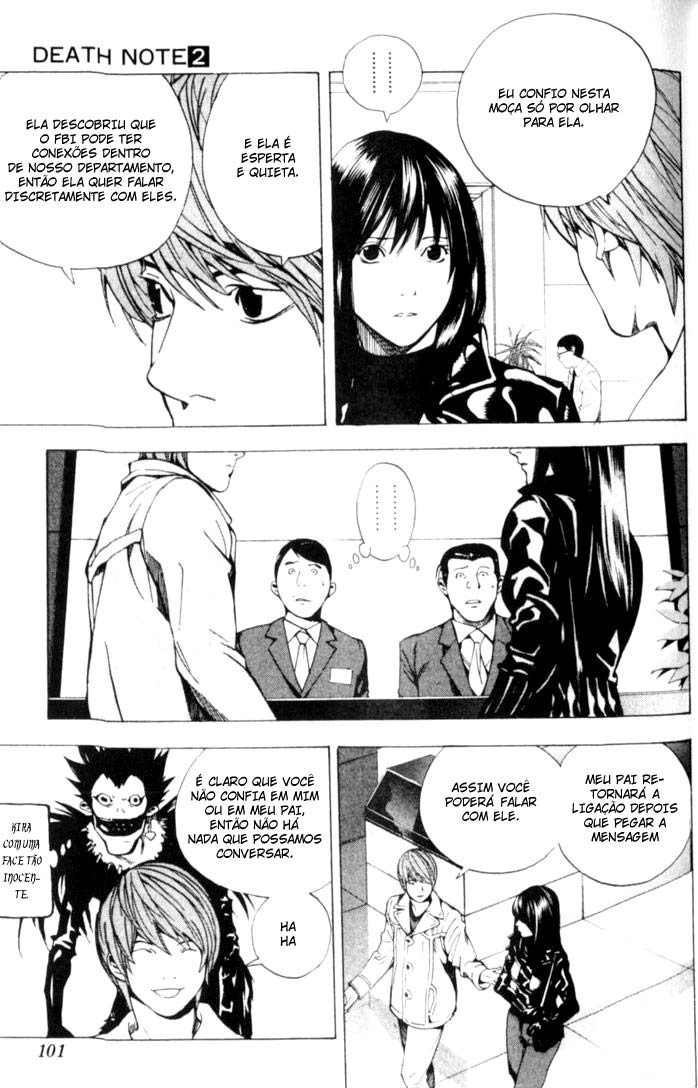 DEATH NOTE 2
EU CONFIO NESTA
MOÇA SÓ POR OLHAR
PARA ELA.
E ELA É
ESPERTA
E QUIETA.
ELA DESCOBRIU QUE
O FBI PODE TER
CONEXÕES DENTRO
DE NOSSO DEPARTAMENTO,
ENTÃO ELA QUER FALAR
DISCRETAMENTE COM ELES.
MEU PAI RE-
TORNARÁ A
LIGAÇÃO DEPOIS
QUE PEGAR A
MENSAGEM
ASSIM VOCÊ
PODERÁ FALAR
COM ELE.
É CLARO QUE VOCÊ
NÃO CONFIA EM MIM
OU EM MEU PAI,
ENTÃO NÃO HÁ
NADA QUE POSSAMOS
CONVERSAR.
HA
HA
KIRA
COM UMA
FACE TÃO
INOCEN-
TE.
101